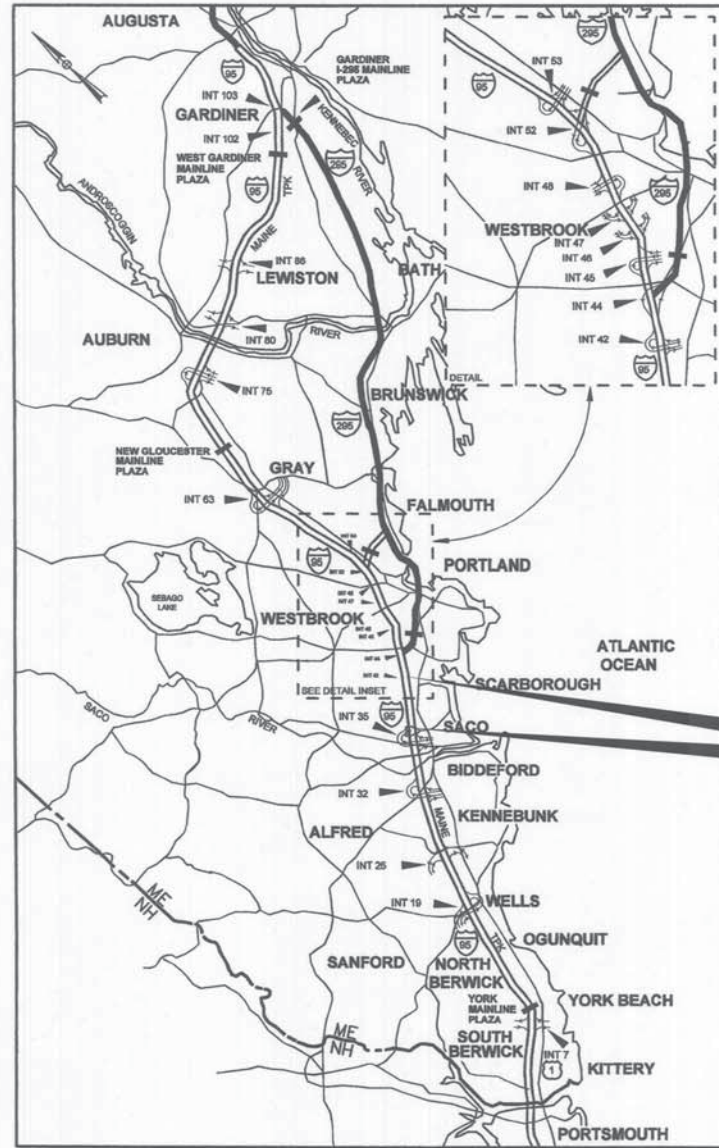 AUGUSTA
GARDINER
I-295 MAINLINE
PLAZA
95
INT 103
GARDINER
INT 102
KENNEBEC
RIVER
WEST GARDINER
MAINLINE
PLAZA
295
95
TPK
MAINE
ANDROSCOGGIN
INT 86
LEWISTON
BATH
AUBURN
INT 80
RIVER
INT 75
BRUNSWICK
295
NEW GLOUCESTER
MAINLINE
PLAZA
GRAY
INT 63
FALMOUTH
95
PORTLAND
SEBAGO
LAKE
WESTBROOK
ATLANTIC
OCEAN
SCARBOROUGH
SEE DETAIL INSET
SACO
RIVER
INT 35
95
SACO
BIDDEFORD
INT 32
MAINE
KENNEBUNK
ALFRED
INT 25
ME
NH
INT 19
WELLS
95
TPK
OGUNQUIT
SANFORD
NORTH
BERWICK
YORK
MAINLINE
PLAZA
YORK BEACH
SOUTH
BERWICK
INT 7
1
KITTERY
ME
NH
PORTSMOUTH
295
INT 53
95
INT 52
INT 48
295
WESTBROOK
INT 47
INT 46
INT 45
INT 44
INT 42
95
DETAIL